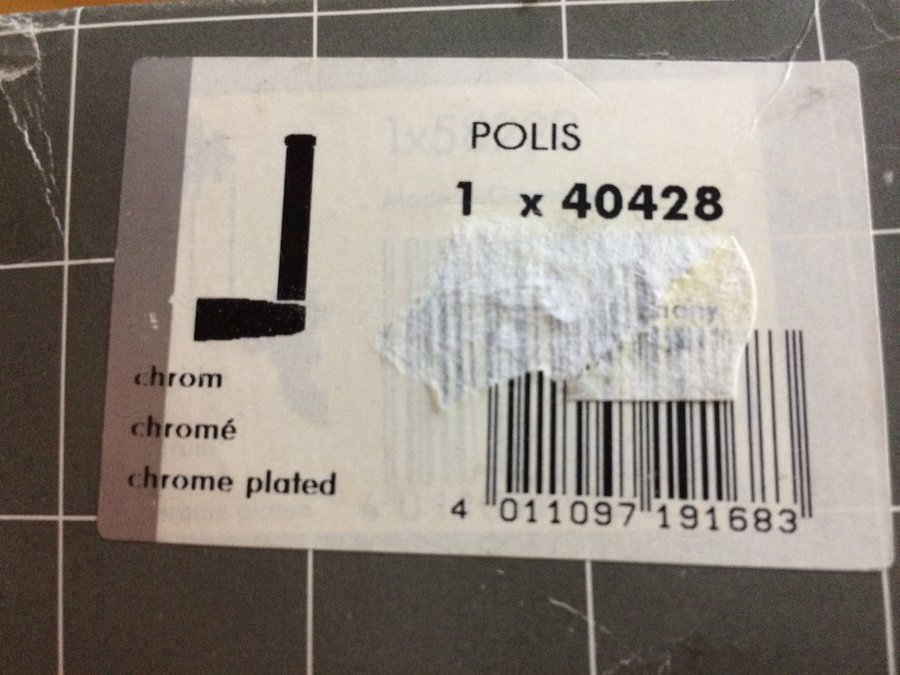 POLIS
1 x 40428
chrom
chromé
chrome plated
4 011097 191683